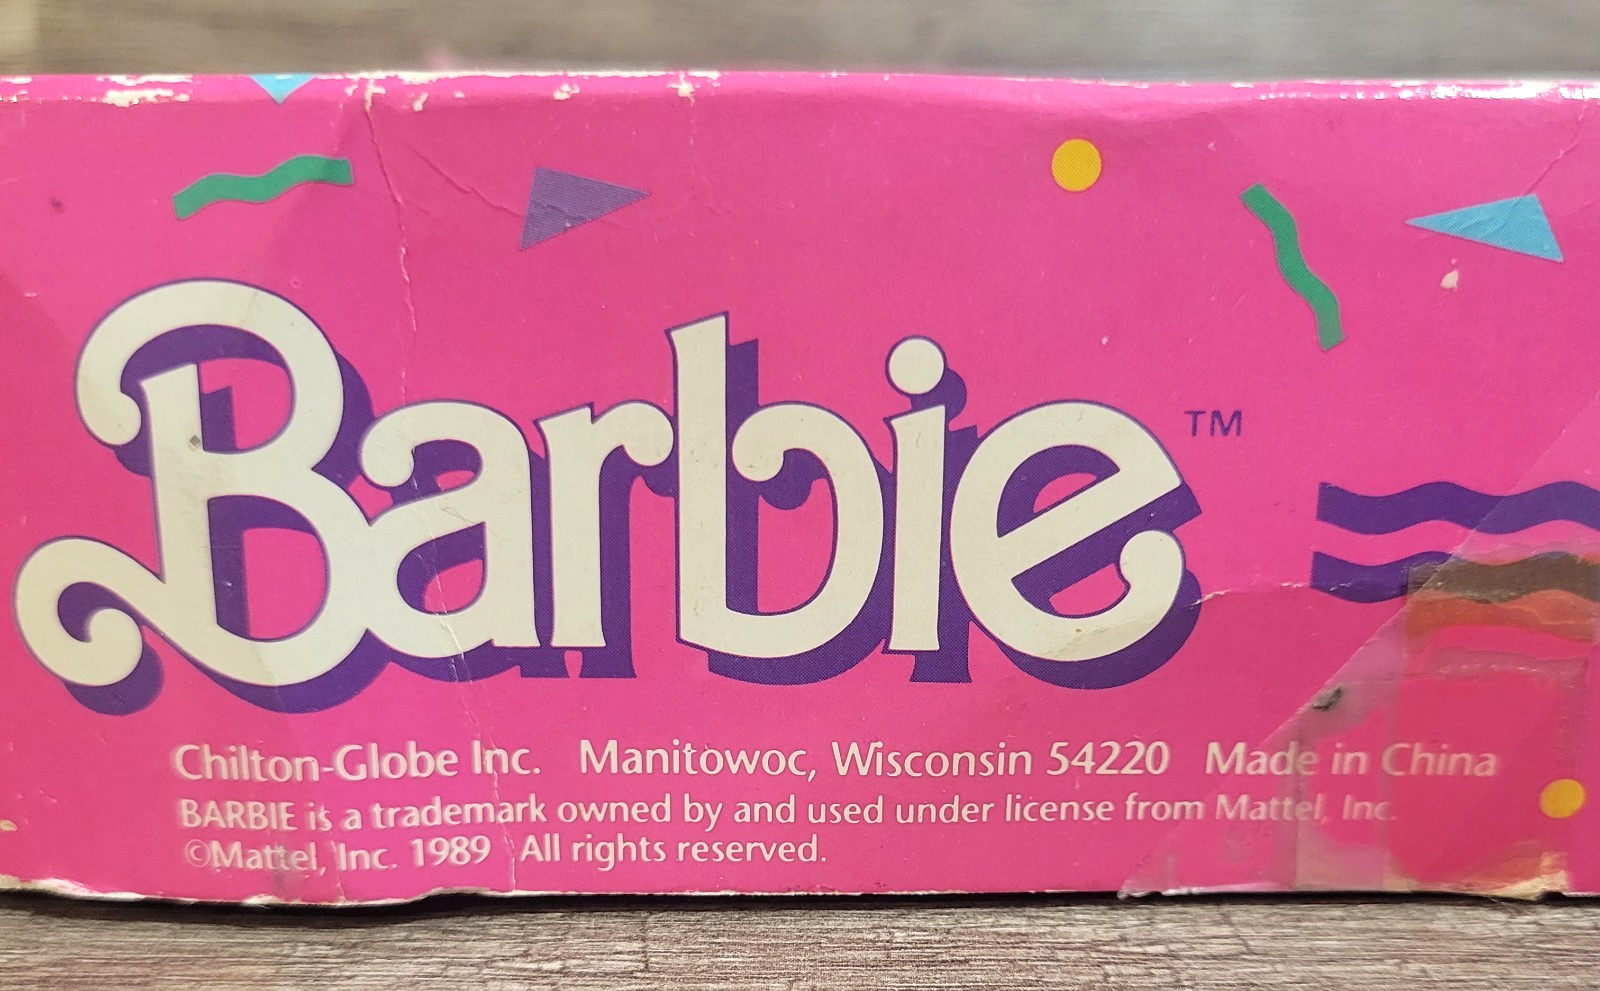 Barbie™
Chilton-Globe Inc. Manitowoc, Wisconsin 54220 Made in China
BARBIE is a trademark owned by and used under license from Mattel, Inc.
©Mattel, Inc. 1989 All rights reserved.